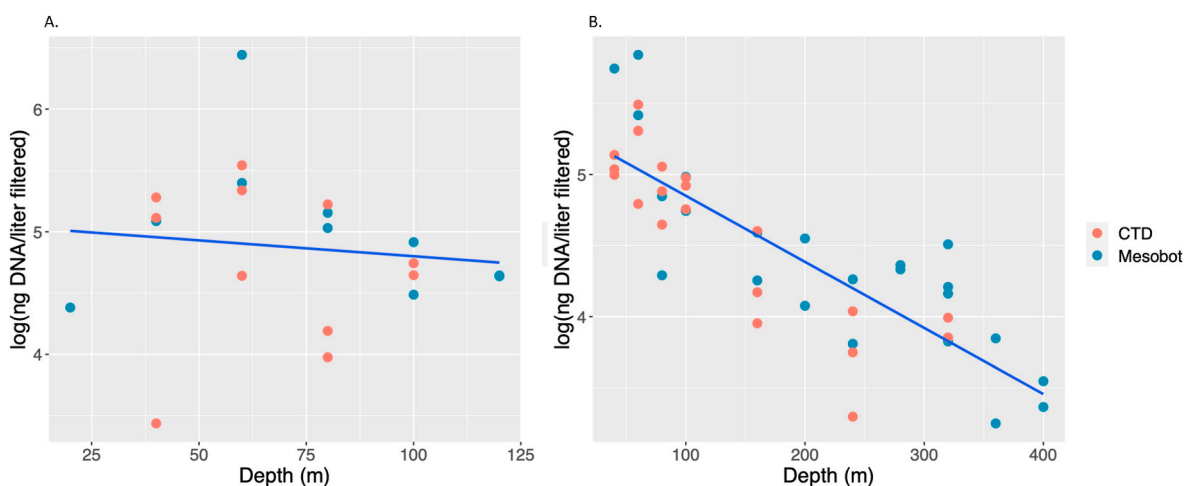 A.
log(ng DNA/liter filtered)
6
5
4
25 50 75 100 125
Depth (m)
B.
log(ng DNA/liter filtered)
5
4
100 200 300 400
Depth (m)
CTD
Mesobot